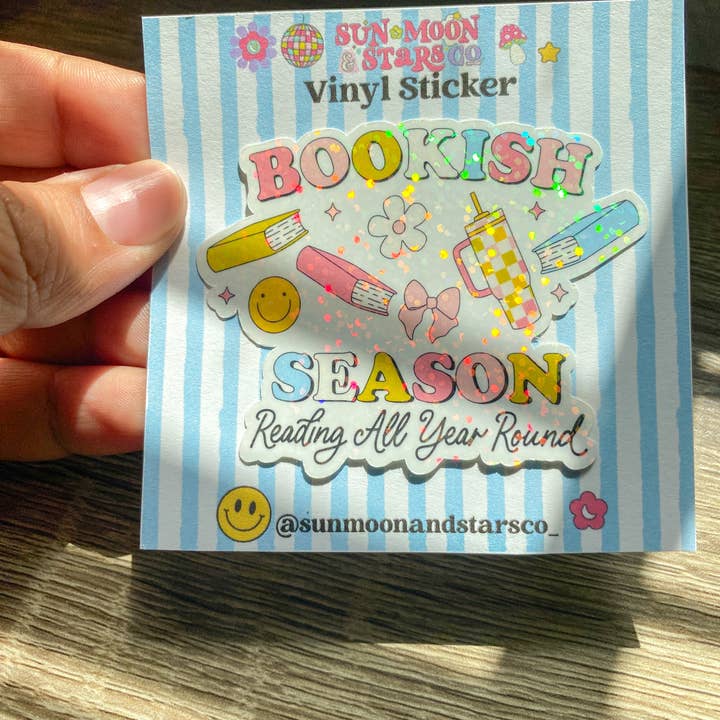 SUN MOON
& STARS CO
Vinyl Sticker
BOOKISH
SEASON
Reading All Year Round
@sunmoonandstarsco_